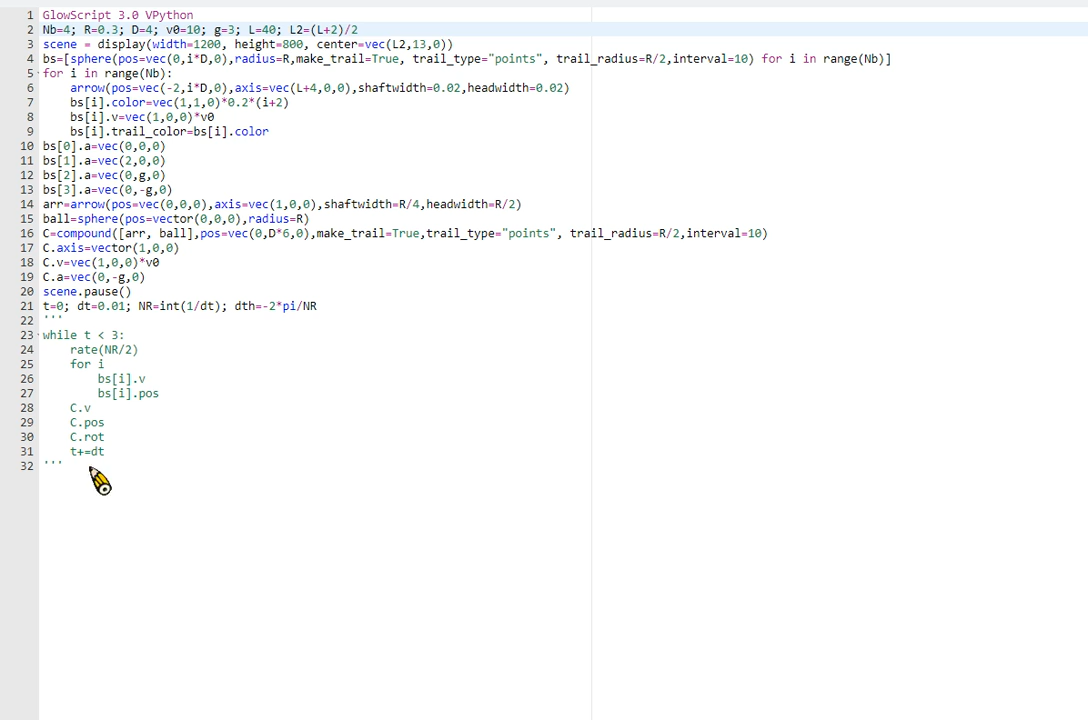 1 GlowScript 3.0 VPython
2 Nb=4; R=0.3; D=4; v0=10; g=3; L=40; L2=(L+2)/2
3 scene = display(width=1200, height=800, center=vec(L2,13,0))
4 bs=[sphere(pos=vec(0,i*D,0),radius=R,make_trail=True, trail_type="points", trail_radius=R/2,interval=10) for i in range(Nb)]
5 for i in range(Nb):
6     arrow(pos=vec(-2,i*D,0),axis=vec(L+4,0,0),shaftwidth=0.02,headwidth=0.02)
7     bs[i].color=vec(1,1,0)*0.2*(i+2)
8     bs[i].v=vec(1,0,0)*v0
9     bs[i].trail_color=bs[i].color
10 bs[0].a=vec(0,0,0)
11 bs[1].a=vec(2,0,0)
12 bs[2].a=vec(0,g,0)
13 bs[3].a=vec(0,-g,0)
14 arr=arrow(pos=vec(0,0,0),axis=vec(1,0,0),shaftwidth=R/4,headwidth=R/2)
15 ball=sphere(pos=vector(0,0,0),radius=R)
16 C=compound([arr, ball],pos=vec(0,D*6,0),make_trail=True,trail_type="points", trail_radius=R/2,interval=10)
17 C.axis=vector(1,0,0)
18 C.v=vec(1,0,0)*v0
19 C.a=vec(0,-g,0)
20 scene.pause()
21 t=0; dt=0.01; NR=int(1/dt); dth=-2*pi/NR
22 '''
23 while t < 3:
24     rate(NR/2)
25     for i
26         bs[i].v
27         bs[i].pos
28     C.v
29     C.pos
30     C.rot
31     t+=dt
32 '''